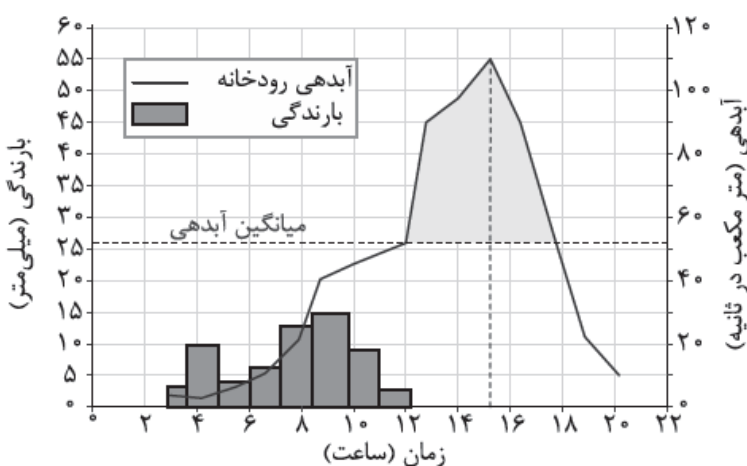 آبدهی رودخانه
بارندگی
میانگین آبدهی
بارندگی (میلی‌متر)
۶۰
۵۵
۵۰
۴۵
۴۰
۳۵
۳۰
۲۵
۲۰
۱۵
۱۰
۵
۰
آبدهی (متر مکعب در ثانیه)
۱۲۰
۱۰۰
۸۰
۶۰
۴۰
۲۰
۰
۰ ۲ ۴ ۶ ۸ ۱۰ ۱۲ ۱۴ ۱۶ ۱۸ ۲۰ ۲۲
زمان (ساعت)